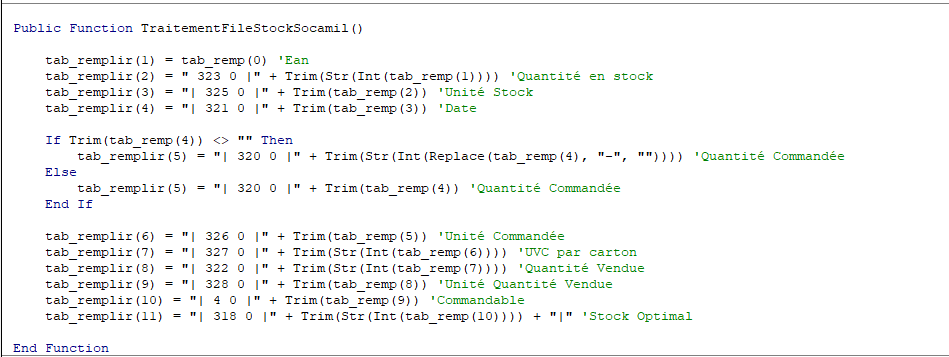 Public Function TraitementFileStockSocamil()
tab_remplir(1) = tab_remp(0) 'Ean
tab_remplir(2) = " 323 0 |" + Trim(Str(Int(tab_remp(1)))) 'Quantité en stock
tab_remplir(3) = "| 325 0 |" + Trim(tab_remp(2)) 'Unité Stock
tab_remplir(4) = "| 321 0 |" + Trim(tab_remp(3)) 'Date
If Trim(tab_remp(4)) <> "" Then
tab_remplir(5) = "| 320 0 |" + Trim(Str(Int(Replace(tab_remp(4), "-", "")))) 'Quantité Commandée
Else
tab_remplir(5) = "| 320 0 |" + Trim(tab_remp(4)) 'Quantité Commandée
End If
tab_remplir(6) = "| 326 0 |" + Trim(tab_remp(5)) 'Unité Commandée
tab_remplir(7) = "| 327 0 |" + Trim(Str(Int(tab_remp(6)))) 'UVC par carton
tab_remplir(8) = "| 322 0 |" + Trim(Str(Int(tab_remp(7)))) 'Quantité Vendue
tab_remplir(9) = "| 328 0 |" + Trim(tab_remp(8)) 'Unité Quantité Vendue
tab_remplir(10) = "| 4 0 |" + Trim(tab_remp(9)) 'Commandable
tab_remplir(11) = "| 318 0 |" + Trim(Str(Int(tab_remp(10)))) + "|" 'Stock Optimal
End Function